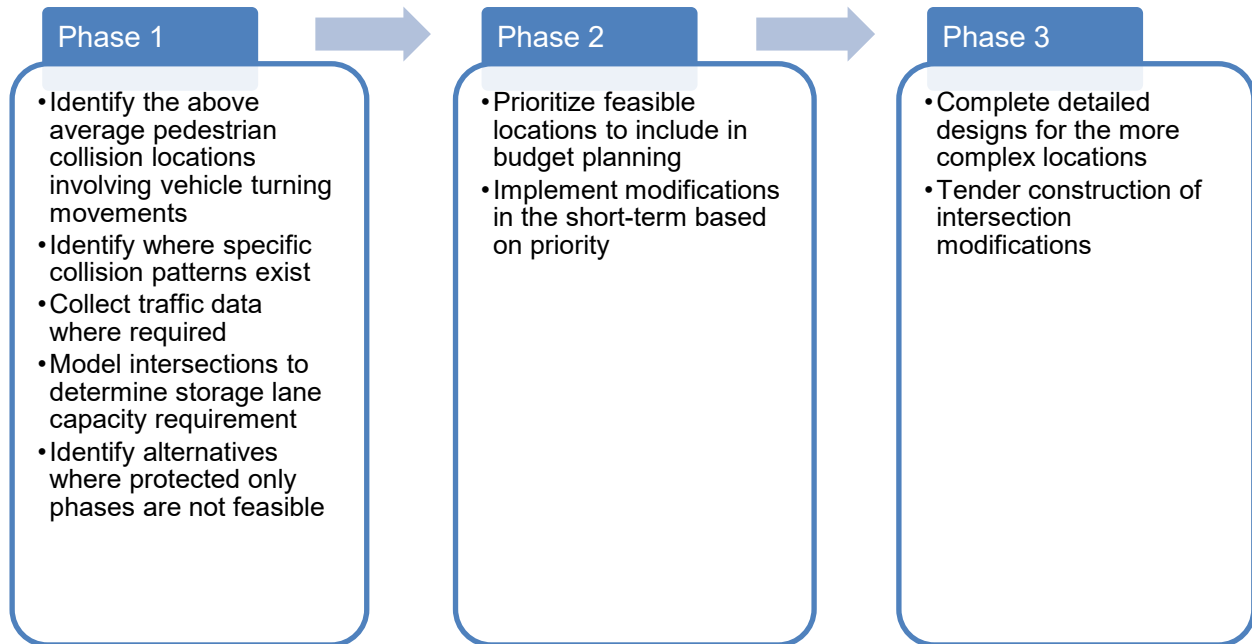 Phase 1
•Identify the above
average pedestrian
collision locations
involving vehicle turning
movements
•Identify where specific
collision patterns exist
•Collect traffic data
where required
•Model intersections to
determine storage lane
capacity requirement
•Identify alternatives
where protected only
phases are not feasible
Phase 2
•Prioritize feasible
locations to include in
budget planning
•Implement modifications
in the short-term based
on priority
Phase 3
•Complete detailed
designs for the more
complex locations
•Tender construction of
intersection
modifications